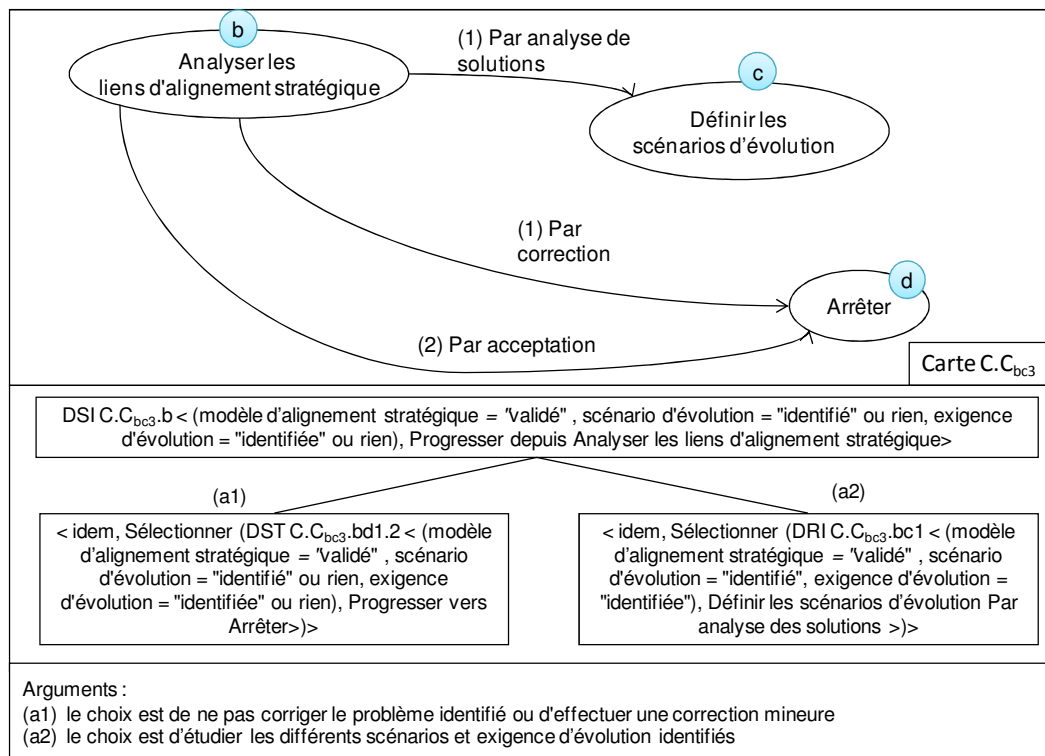 b
Analyser les
liens d'alignement stratégique
(1) Par analyse de
solutions
c
Définir les
scénarios d'évolution
(1) Par
correction
d
Arrêter
(2) Par acceptation
Carte C.Cbc3
DSI C.Cbc3.b < (modèle d'alignement stratégique = "validé" , scénario d'évolution = "identifié" ou rien, exigence
d'évolution = "identifiée" ou rien), Progresser depuis Analyser les liens d'alignement stratégique>
(a1)
(a2)
< idem, Sélectionner (DST C.Cbc3.bd1.2 < (modèle
d'alignement stratégique = "validé" , scénario
d'évolution = "identifié" ou rien, exigence
d'évolution = "identifiée" ou rien), Progresser vers
Arrêter>)>
< idem, Sélectionner (DRI C.Cbc3.bc1 < (modèle
d'alignement stratégique = "validé" , scénario
d'évolution = "identifié", exigence d'évolution =
"identifiée"), Définir les scénarios d'évolution Par
analyse des solutions >)>
Arguments :
(a1) le choix est de ne pas corriger le problème identifié ou d'effectuer une correction mineure
(a2) le choix est d'étudier les différents scénarios et exigence d'évolution identifiés